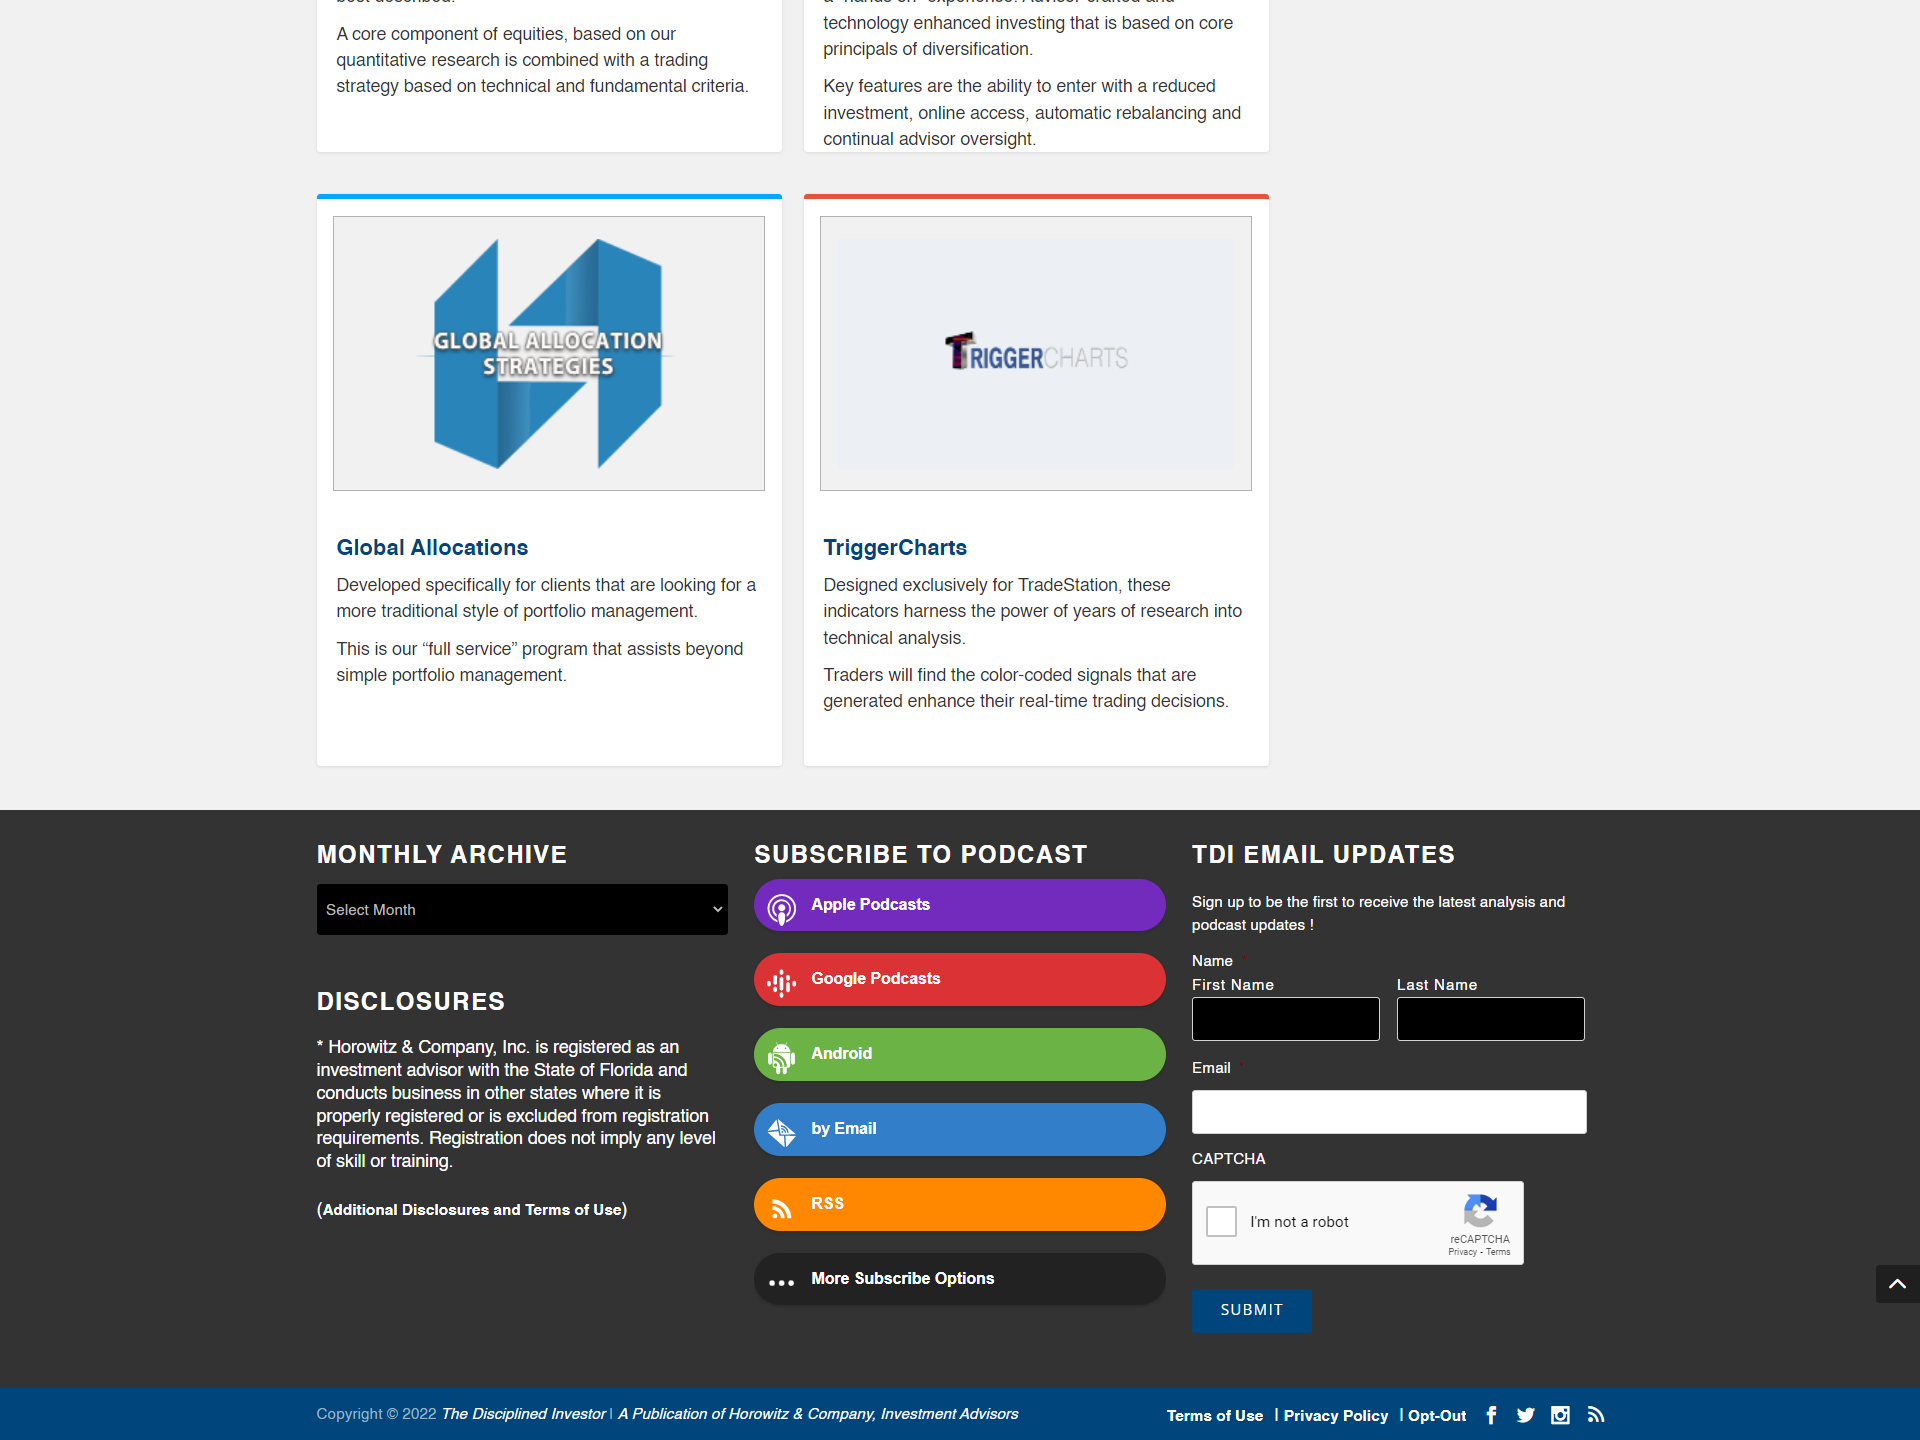 A core component of equities, based on our
quantitative research is combined with a trading
strategy based on technical and fundamental criteria.
technology enhanced investing that is based on core
principals of diversification.
Key features are the ability to enter with a reduced
investment, online access, automatic rebalancing and
continual advisor oversight.
GLOBAL ALLOCATION
STRATEGIES
TRIGGERCHARTS
Global Allocations
Developed specifically for clients that are looking for a
more traditional style of portfolio management.
This is our “full service” program that assists beyond
simple portfolio management.
TriggerCharts
Designed exclusively for TradeStation, these
indicators harness the power of years of research into
technical analysis.
Traders will find the color-coded signals that are
generated enhance their real-time trading decisions.
MONTHLY ARCHIVE
Select Month
DISCLOSURES
* Horowitz & Company, Inc. is registered as an
investment advisor with the State of Florida and
conducts business in other states where it is
properly registered or is excluded from registration
requirements. Registration does not imply any level
of skill or training.
(Additional Disclosures and Terms of Use)
SUBSCRIBE TO PODCAST
Apple Podcasts
Google Podcasts
Android
by Email
RSS
More Subscribe Options
TDI EMAIL UPDATES
Sign up to be the first to receive the latest analysis and
podcast updates !
Name *
First Name
Last Name
Email *
CAPTCHA
I'm not a robot
reCAPTCHA
Privacy - Terms
SUBMIT
Copyright © 2022 The Disciplined Investor | A Publication of Horowitz & Company, Investment Advisors
Terms of Use | Privacy Policy | Opt-Out